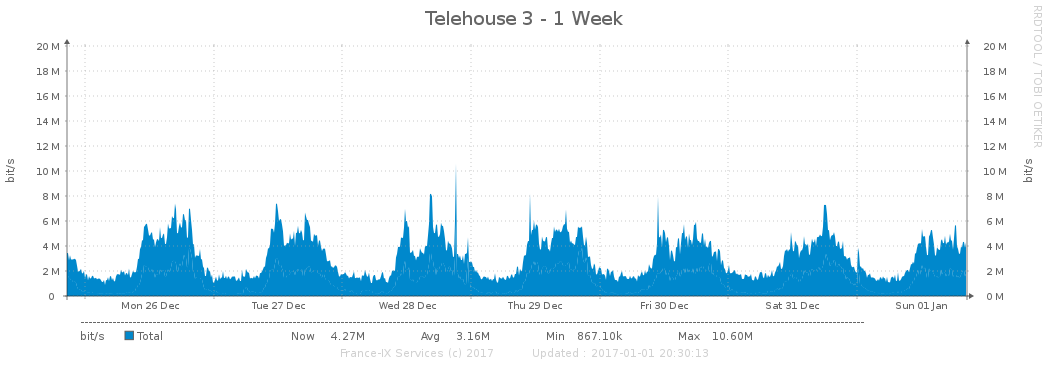 Telehouse 3 - 1 Week
RRDTOOL / TOBI OETIKER
bit/s
20 M
18 M
16 M
14 M
12 M
10 M
8 M
6 M
4 M
2 M
0
20 M
18 M
16 M
14 M
12 M
10 M
8 M
6 M
4 M
2 M
0 M
bit/s
Mon 26 Dec Tue 27 Dec Wed 28 Dec Thu 29 Dec Fri 30 Dec Sat 31 Dec Sun 01 Jan
bit/s Total Now 4.27M Avg 3.16M Min 867.10k Max 10.60M
France-IX Services (c) 2017 Updated : 2017-01-01 20:30:13